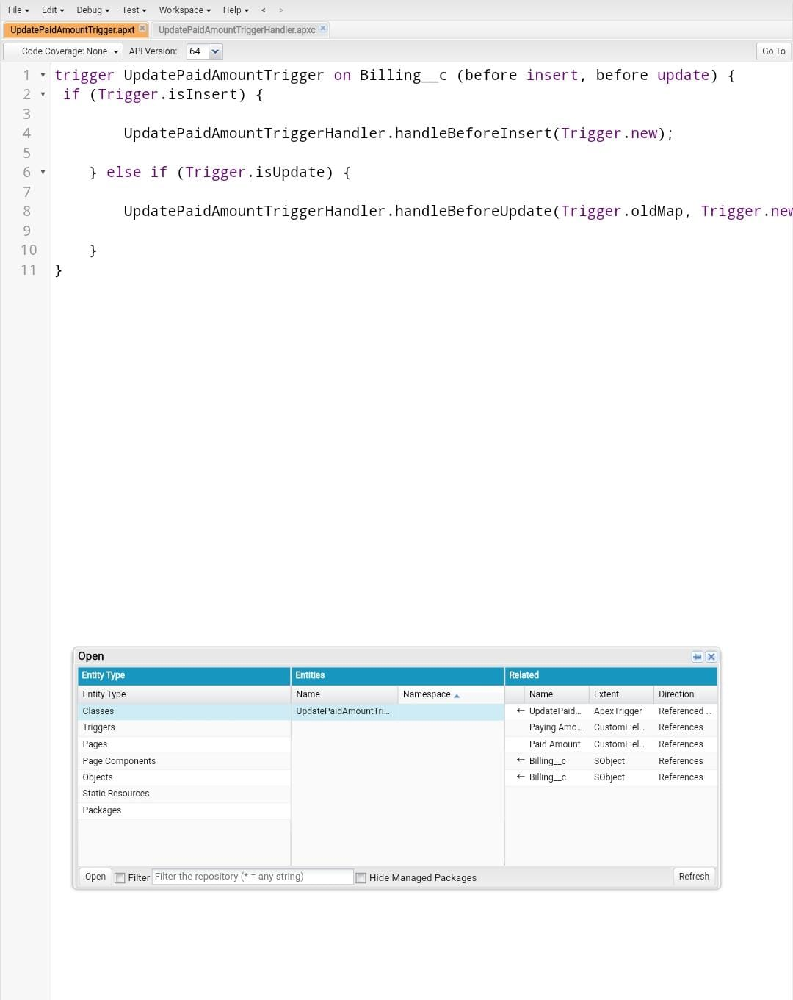 File Edit Debug Test Workspace Help < >
UpdatePaidAmountTrigger.apxt UpdatePaidAmountTriggerHandler.apxc
Code Coverage: None API Version: 64 Go To
1 trigger UpdatePaidAmountTrigger on Billing__c (before insert, before update) {
2 if (Trigger.isInsert) {
3
4 UpdatePaidAmountTriggerHandler.handleBeforeInsert(Trigger.new);
5
6 } else if (Trigger.isUpdate) {
7
8 UpdatePaidAmountTriggerHandler.handleBeforeUpdate(Trigger.oldMap, Trigger.new
9
10 }
11 }
Open
Entity Type Entities Related
Entity Type Name Namespace Name Extent Direction
Classes UpdatePaidAmountTri... ← UpdatePaid... ApexTrigger Referenced ...
Triggers Paying Amo... CustomFiel... References
Pages Paid Amount CustomFiel... References
Page Components ← Billing__c SObject References
Objects ← Billing__c SObject References
Static Resources
Packages
Open Filter Filter the repository (* = any string) Hide Managed Packages Refresh